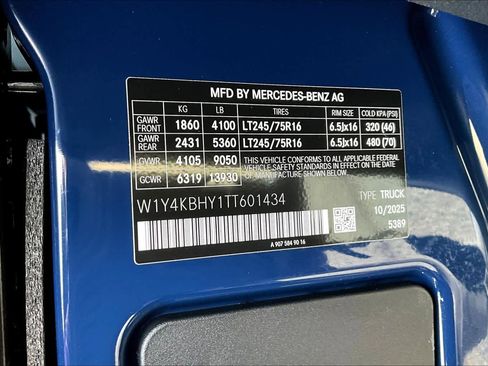 MFD BY MERCEDES-BENZ AG
KG LB TIRES RIM SIZE COLD KPA (PSI)
GAWR FRONT 1860 4100 LT245/75R16 6.5Jx16 320 (46)
GAWR REAR 2431 5360 LT245/75R16 6.5Jx16 480 (70)
GVWR 4105 9050 THIS VEHICLE CONFORMS TO ALL APPLICABLE FEDERAL
GCWR 6319 13930 VEHICLE SAFETY STANDARDS IN EFFECT ON THE DATE OF MANUFACTURE SHOWN ABOVE.
W1Y4KBHY1TT601434 TYPE: TRUCK
10/2025
5389
A 907 584 90 16